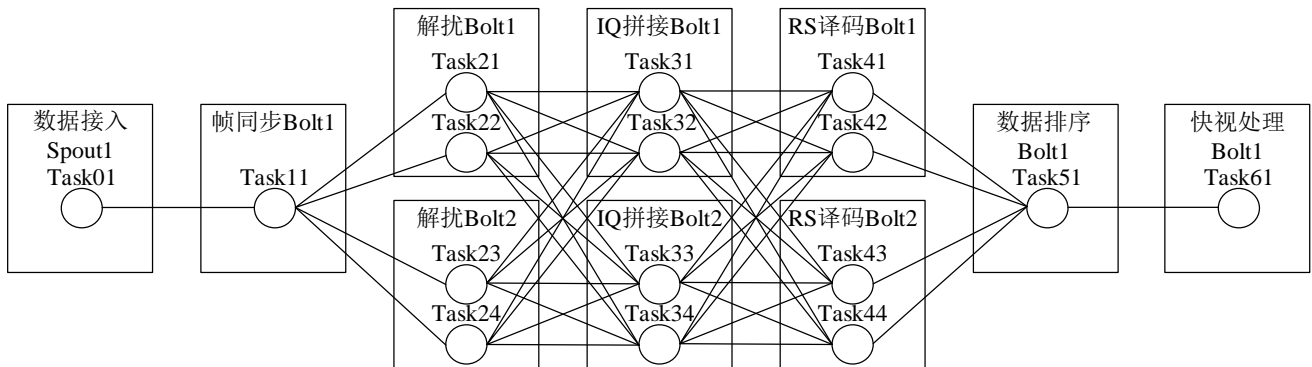 数据接入
Spout1
Task01
帧同步Bolt1
Task11
解扰Bolt1
Task21
Task22
解扰Bolt2
Task23
Task24
IQ拼接Bolt1
Task31
Task32
IQ拼接Bolt2
Task33
Task34
RS译码Bolt1
Task41
Task42
RS译码Bolt2
Task43
Task44
数据排序
Bolt1
Task51
快视处理
Bolt1
Task61